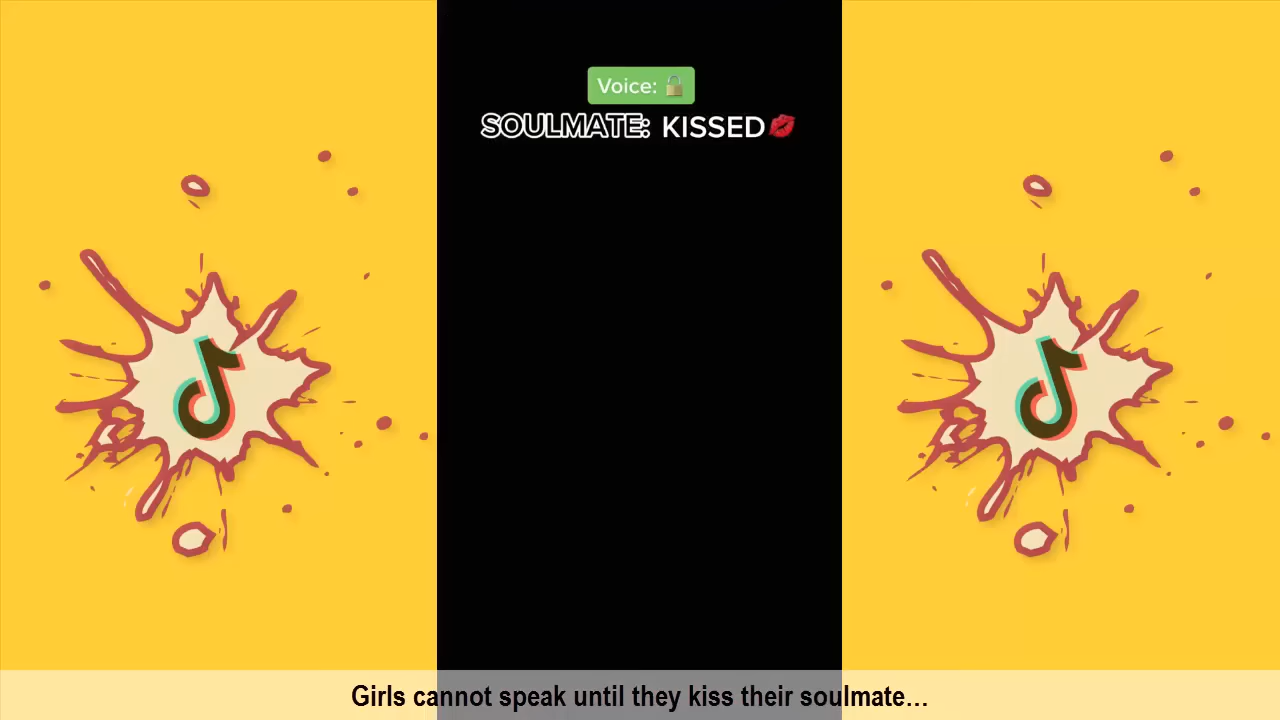 Voice: 🔓
SOULMATE: KISSED💋
Girls cannot speak until they kiss their soulmate…